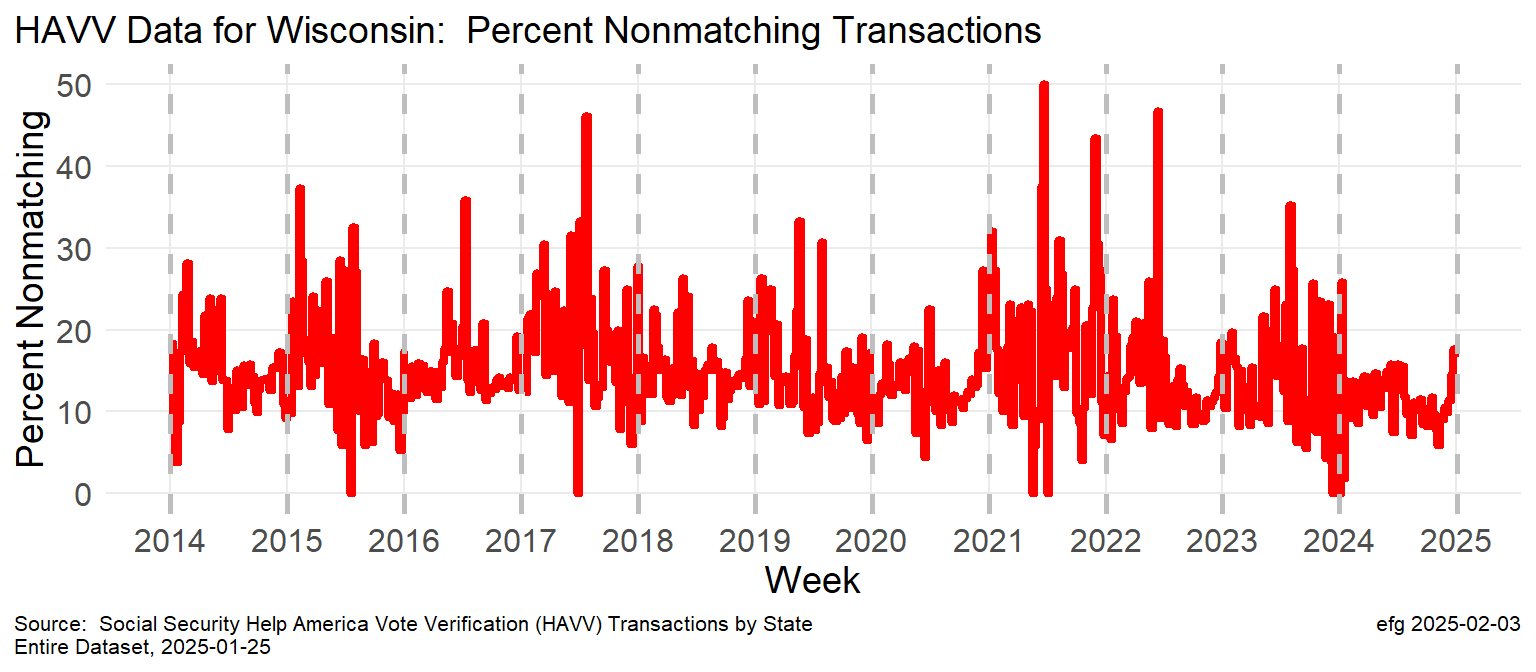 HAVV Data for Wisconsin:  Percent Nonmatching Transactions
Percent Nonmatching
50
40
30
20
10
0
2014 2015 2016 2017 2018 2019 2020 2021 2022 2023 2024 2025
Week
Source:  Social Security Help America Vote Verification (HAVV) Transactions by State
Entire Dataset, 2025-01-25
efg 2025-02-03